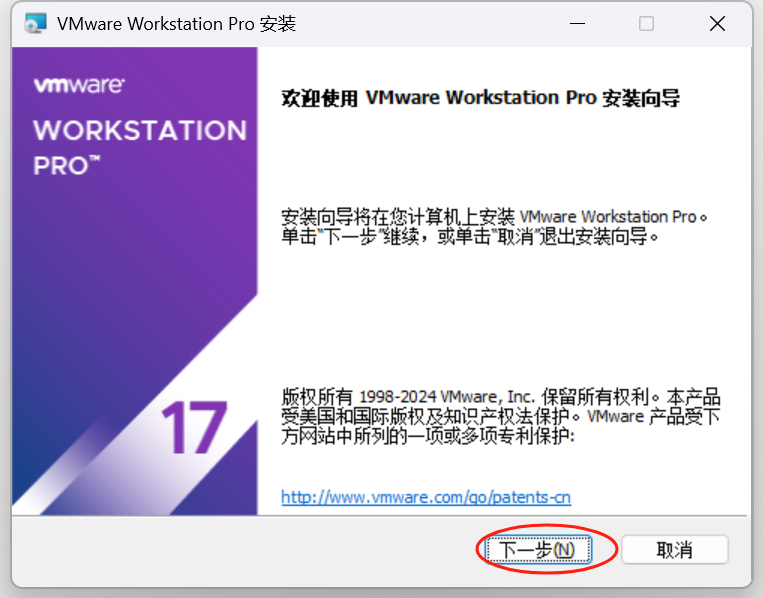 VMware Workstation Pro 安装
vmware
WORKSTATION
PRO™
17
欢迎使用 VMware Workstation Pro 安装向导
安装向导将在您计算机上安装 VMware Workstation Pro。
单击“下一步”继续，或单击“取消”退出安装向导。
版权所有 1998-2024 VMware, Inc. 保留所有权利。本产品
受美国和国际版权及知识产权法保护。VMware 产品受下
方网站中所列的一项或多项专利保护:
http://www.vmware.com/go/patents-cn
下一步(N)
取消